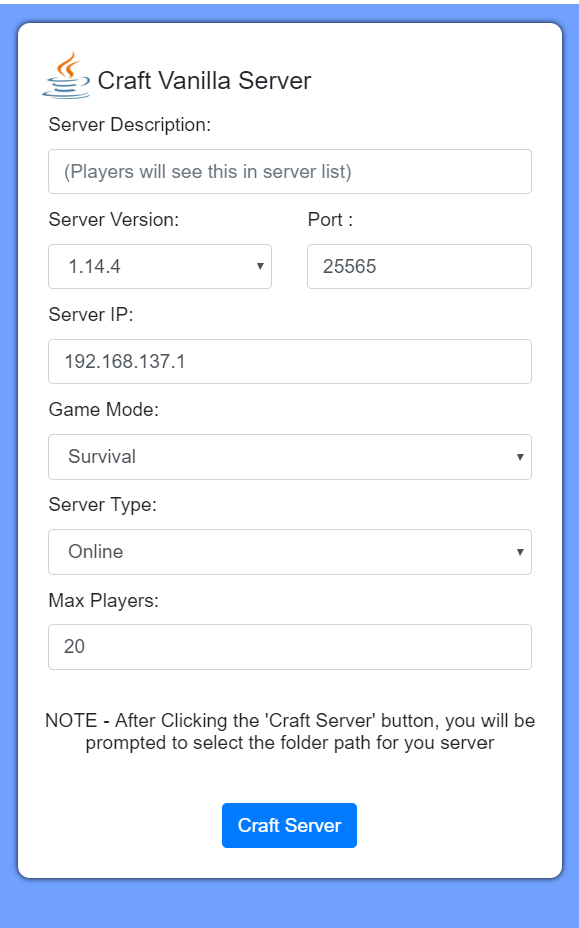 Craft Vanilla Server
Server Description:
(Players will see this in server list)
Server Version:
Port :
1.14.4
25565
Server IP:
192.168.137.1
Game Mode:
Survival
Server Type:
Online
Max Players:
20
NOTE - After Clicking the 'Craft Server' button, you will be
prompted to select the folder path for you server
Craft Server